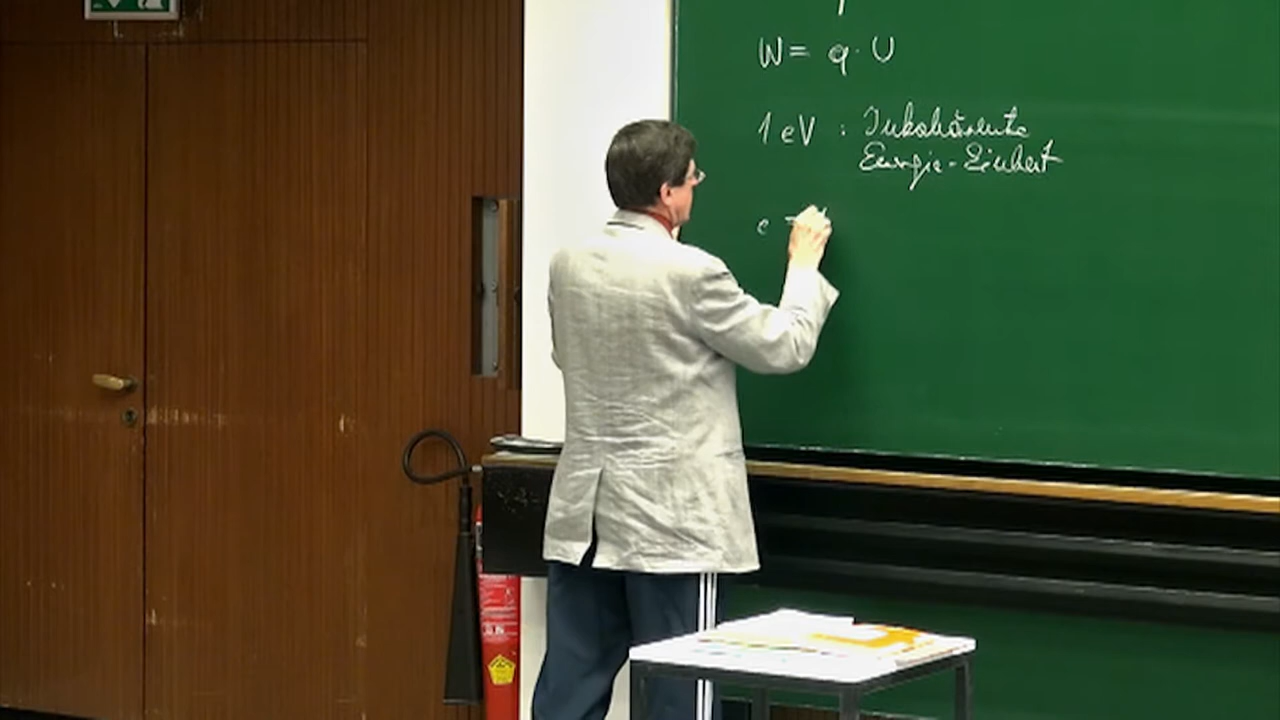 W = q · U
1 eV : Inkohärente
Energie-Einheit
e =